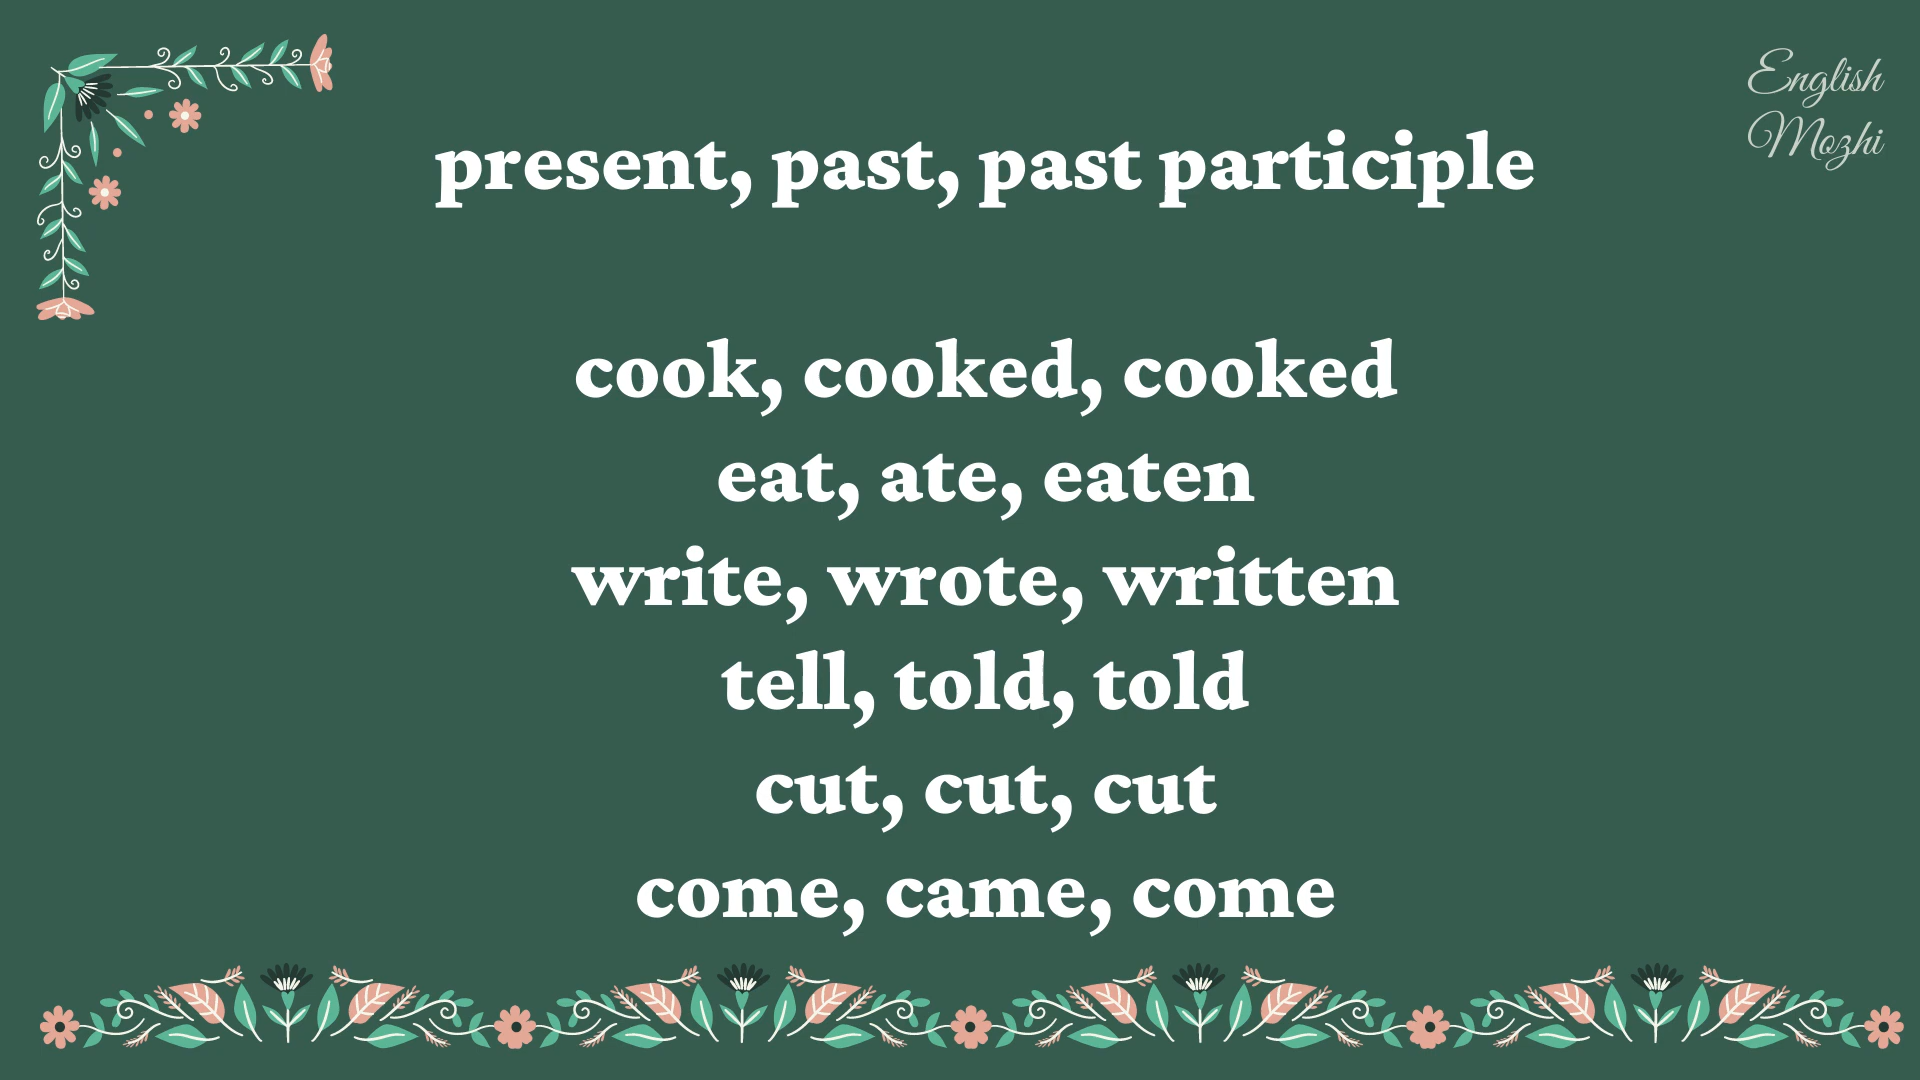 English
Mozhi
present, past, past participle
cook, cooked, cooked
eat, ate, eaten
write, wrote, written
tell, told, told
cut, cut, cut
come, came, come